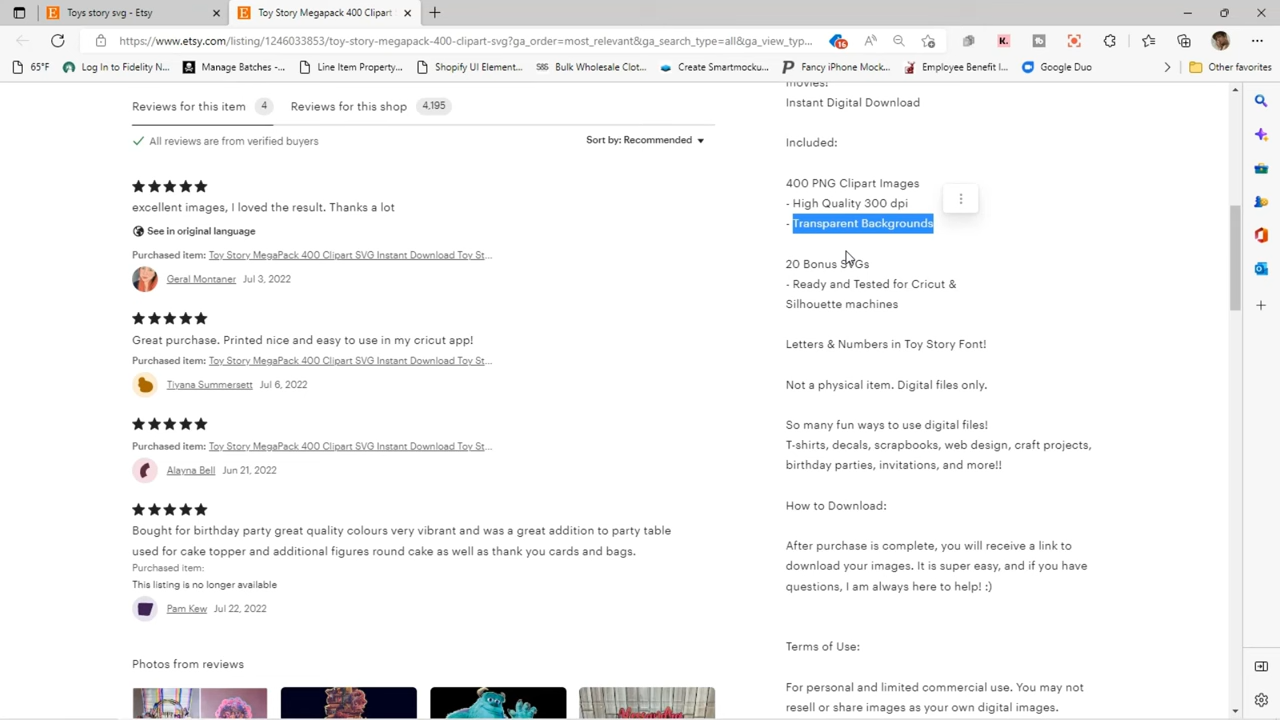 Toys story svg - Etsy
Toy Story Megapack 400 Clipart
https://www.etsy.com/listing/1246033853/toy-story-megapack-400-clipart-svg?ga_order=most_relevant&ga_search_type=all&ga_view_typ...
16
65°F
Log In to Fidelity N...
Manage Batches -...
Line Item Property...
Shopify UI Element...
Bulk Wholesale Clot...
Create Smartmocku...
Fancy iPhone Mock...
Employee Benefit I...
Google Duo
Other favorites
Reviews for this item 4
Reviews for this shop 4,195
All reviews are from verified buyers
Sort by: Recommended
excellent images, I loved the result. Thanks a lot
See in original language
Purchased item: Toy Story MegaPack 400 Clipart SVG Instant Download Toy St...
Geral Montaner Jul 3, 2022
Great purchase. Printed nice and easy to use in my cricut app!
Purchased item: Toy Story MegaPack 400 Clipart SVG Instant Download Toy St...
Tiyana Summersett Jul 6, 2022
Purchased item: Toy Story MegaPack 400 Clipart SVG Instant Download Toy St...
Alayna Bell Jun 21, 2022
Bought for birthday party great quality colours very vibrant and was a great addition to party table
used for cake topper and additional figures round cake as well as thank you cards and bags.
Purchased item:
This listing is no longer available
Pam Kew Jul 22, 2022
Photos from reviews
movies!
Instant Digital Download
Included:
400 PNG Clipart Images
- High Quality 300 dpi
- Transparent Backgrounds
20 Bonus SVGs
- Ready and Tested for Cricut &
Silhouette machines
Letters & Numbers in Toy Story Font!
Not a physical item. Digital files only.
So many fun ways to use digital files!
T-shirts, decals, scrapbooks, web design, craft projects,
birthday parties, invitations, and more!!
How to Download:
After purchase is complete, you will receive a link to
download your images. It is super easy, and if you have
questions, I am always here to help! :)
Terms of Use:
For personal and limited commercial use. You may not
resell or share images as your own digital images.